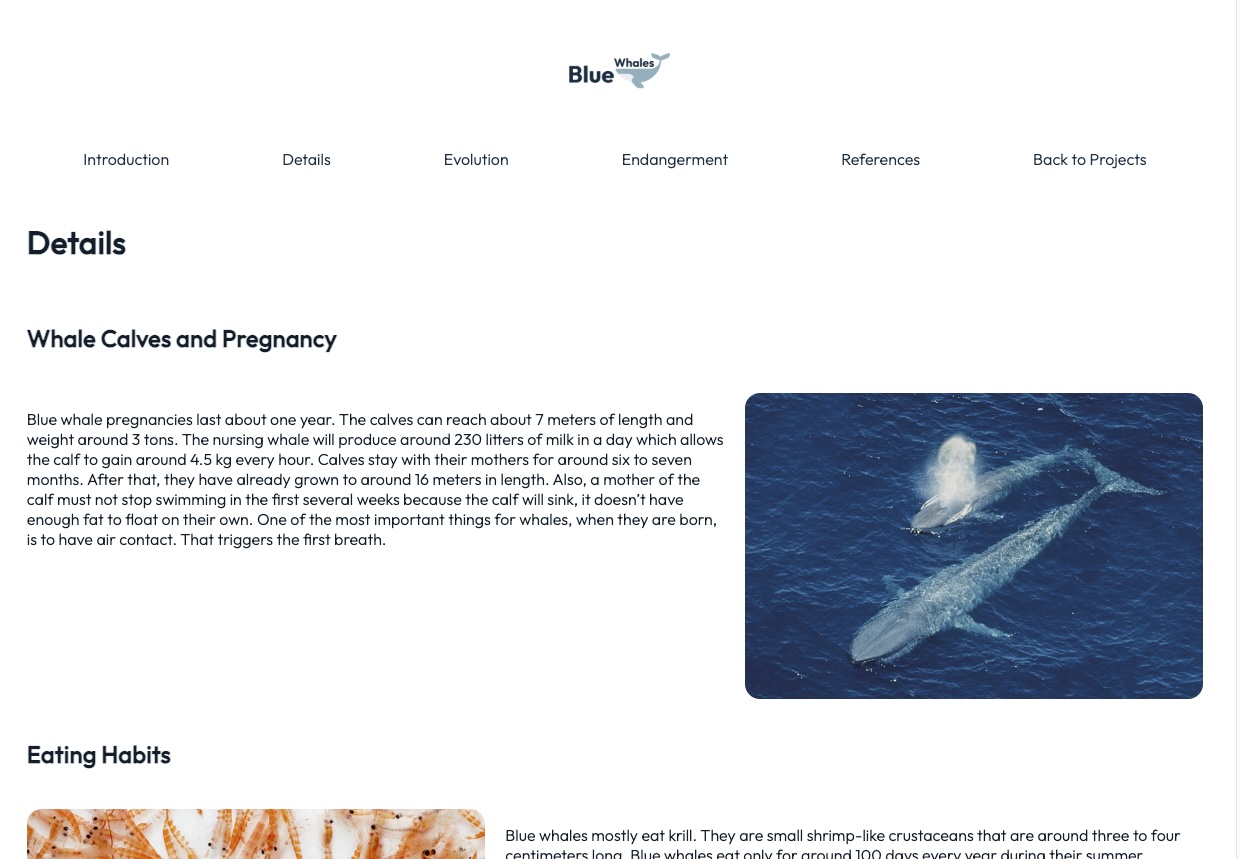 Blue Whales
Introduction Details Evolution Endangerment References Back to Projects
Details
Whale Calves and Pregnancy
Blue whale pregnancies last about one year. The calves can reach about 7 meters of length and
weight around 3 tons. The nursing whale will produce around 230 litters of milk in a day which allows
the calf to gain around 4.5 kg every hour. Calves stay with their mothers for around six to seven
months. After that, they have already grown to around 16 meters in length. Also, a mother of the
calf must not stop swimming in the first several weeks because the calf will sink, it doesn’t have
enough fat to float on their own. One of the most important things for whales, when they are born,
is to have air contact. That triggers the first breath.
Eating Habits
Blue whales mostly eat krill. They are small shrimp-like crustaceans that are around three to four
centimeters long. Blue whales eat only for around 100 days every year during their summer